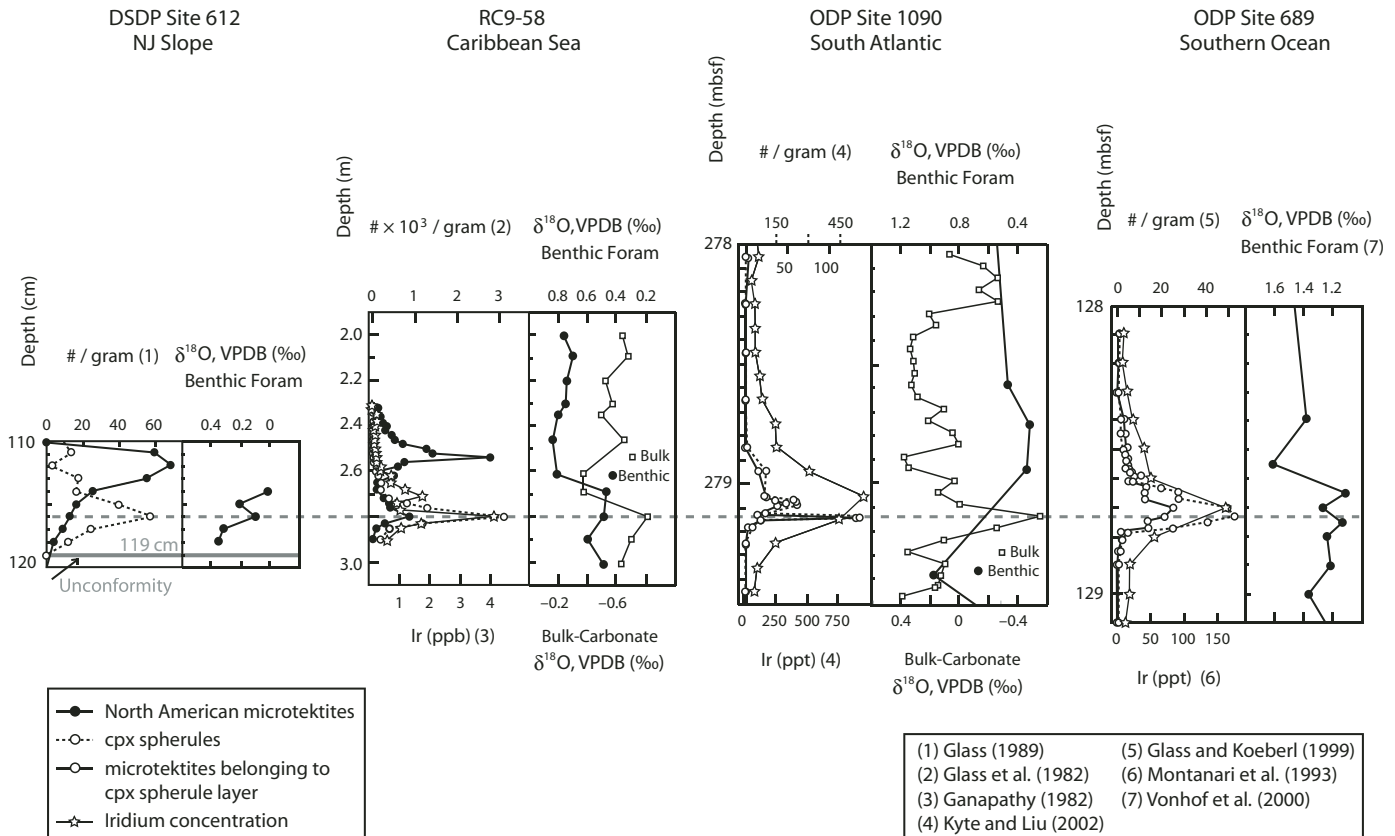 DSDP Site 612
NJ Slope
RC9-58
Caribbean Sea
ODP Site 1090
South Atlantic
ODP Site 689
Southern Ocean
Depth (cm)
# / gram (1)
δ18O, VPDB (‰)
Benthic Foram
0 20 40 60
0.4 0.2 0
110
120
119 cm
Unconformity
Depth (m)
# × 10³ / gram (2)
δ18O, VPDB (‰)
Benthic Foram
0 1 2 3
0.8 0.6 0.4 0.2
2.0
2.2
2.4
2.6
2.8
3.0
Bulk
Benthic
1 2 3 4
−0.2 −0.6
Ir (ppb) (3)
Bulk-Carbonate
δ18O, VPDB (‰)
Depth (mbsf)
# / gram (4)
δ18O, VPDB (‰)
Benthic Foram
150 450
50 100
1.2 0.8 0.4
278
279
Bulk
Benthic
0 250 500 750
0.4 0 −0.4
Ir (ppt) (4)
Bulk-Carbonate
δ18O, VPDB (‰)
Depth (mbsf)
# / gram (5)
δ18O, VPDB (‰)
Benthic Foram (7)
0 20 40
1.6 1.4 1.2
128
129
0 50 100 150
Ir (ppt) (6)
North American microtektites
cpx spherules
microtektites belonging to
cpx spherule layer
Iridium concentration
(1) Glass (1989)
(2) Glass et al. (1982)
(3) Ganapathy (1982)
(4) Kyte and Liu (2002)
(5) Glass and Koeberl (1999)
(6) Montanari et al. (1993)
(7) Vonhof et al. (2000)